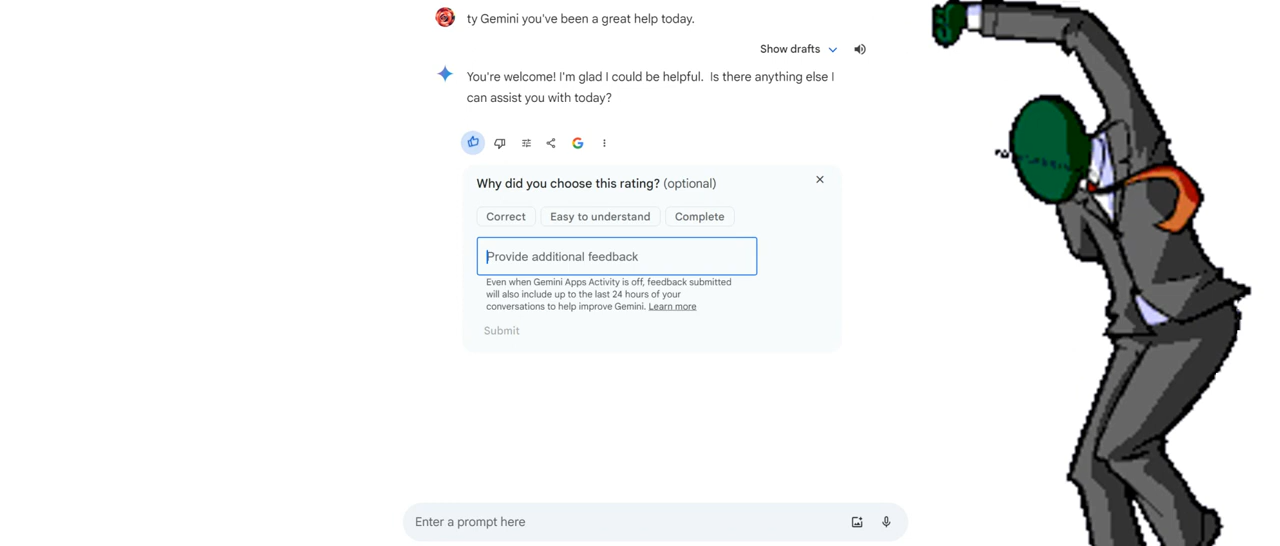 ty Gemini you've been a great help today.
Show drafts
You're welcome! I'm glad I could be helpful.  Is there anything else I
can assist you with today?
Why did you choose this rating? (optional)
Correct Easy to understand Complete
Provide additional feedback
Even when Gemini Apps Activity is off, feedback submitted
will also include up to the last 24 hours of your
conversations to help improve Gemini. Learn more
Submit
Enter a prompt here